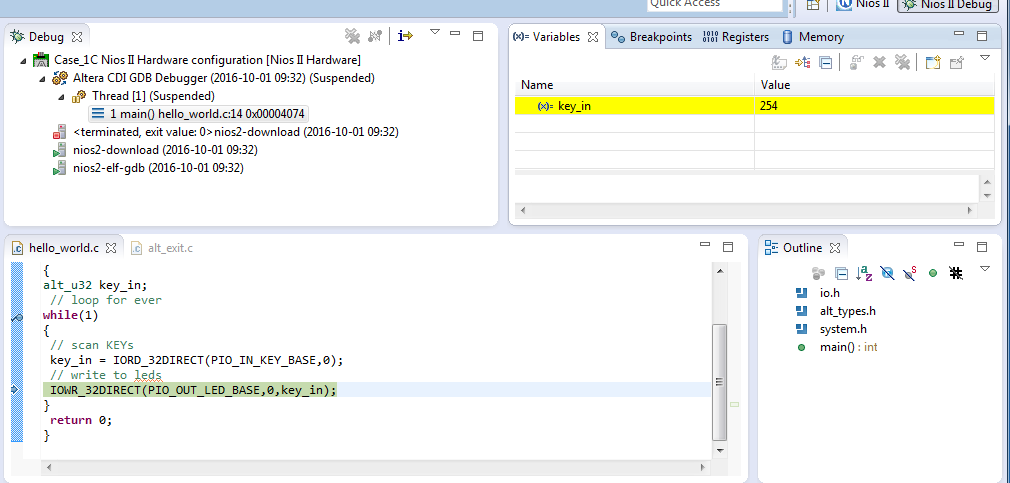 Quick Access
Nios II
Nios II Debug
Debug
Case_1C Nios II Hardware configuration [Nios II Hardware]
Altera CDI GDB Debugger (2016-10-01 09:32) (Suspended)
Thread [1] (Suspended)
1 main() hello_world.c:14 0x00004074
<terminated, exit value: 0>nios2-download (2016-10-01 09:32)
nios2-download (2016-10-01 09:32)
nios2-elf-gdb (2016-10-01 09:32)
(x)= Variables
Breakpoints
1010 0101 Registers
Memory
Name Value
(x)= key_in 254
hello_world.c
alt_exit.c
{
alt_u32 key_in;
// loop for ever
while(1)
{
// scan KEYs
key_in = IORD_32DIRECT(PIO_IN_KEY_BASE,0);
// write to leds
IOWR_32DIRECT(PIO_OUT_LED_BASE,0,key_in);
}
return 0;
}
Outline
io.h
alt_types.h
system.h
main() : int